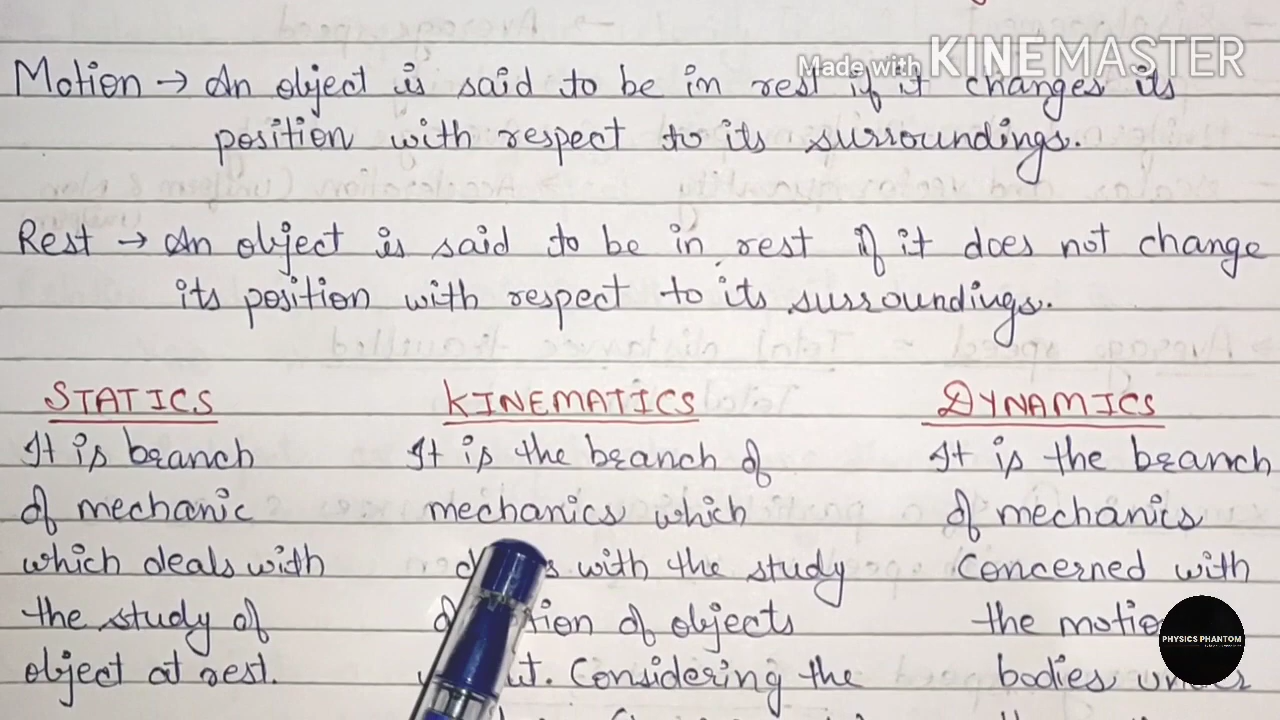 Made with KINEMASTER
Motion → An object is said to be in rest if it changes its
position with respect to its surroundings.
Rest → An object is said to be in rest if it does not change
its position with respect to its surroundings.
STATICS
It is branch
of mechanic
which deals with
the study of
object at rest.
KINEMATICS
It is the branch of
mechanics which
with the study
of objects
Considering the
DYNAMICS
It is the branch
of mechanics
Concerned with
the
bodies under
PHYSICS PHANTOM